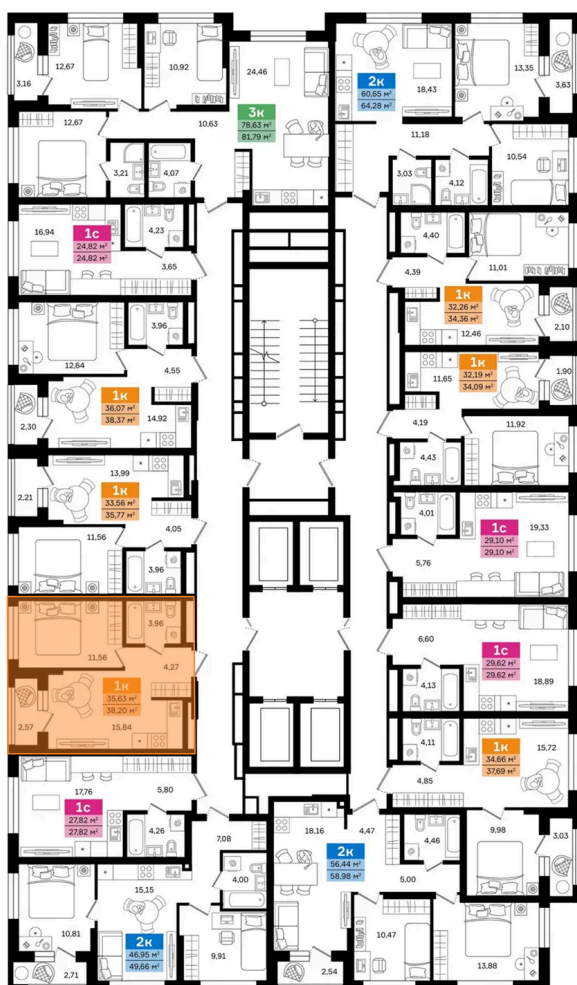 12,67
10,92
24,46
3,16
3к
78,63 м²
81,79 м²
12,67
10,63
3,21
4,07
2к
60,65 м²
64,28 м²
18,43
13,35
3,63
11,18
10,54
3,03
4,12
16,94
1с
24,82 м²
24,82 м²
4,23
3,65
4,40
11,01
4,39
1к
32,26 м²
34,36 м²
2,10
12,46
3,96
12,64
4,55
1к
36,07 м²
38,37 м²
14,92
2,30
11,65
1к
32,19 м²
34,09 м²
1,90
4,19
11,92
4,43
13,99
2,21
1к
33,56 м²
35,77 м²
4,05
11,56
3,96
4,01
1с
29,10 м²
29,10 м²
19,33
5,76
3,96
11,56
4,27
1к
35,63 м²
38,20 м²
2,57
15,84
6,60
1с
29,62 м²
29,62 м²
4,13
18,89
4,11
1к
34,66 м²
37,69 м²
15,72
4,85
17,76
5,80
1с
27,82 м²
27,82 м²
4,26
7,08
18,16
4,47
2к
56,44 м²
58,98 м²
4,46
9,98
3,03
5,00
4,00
15,15
10,81
2к
46,95 м²
49,66 м²
9,91
2,71
2,54
10,47
13,88